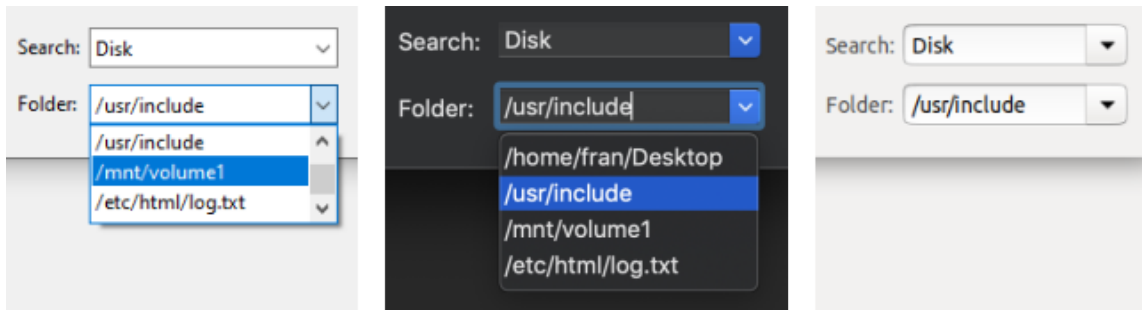 Search: Disk
Folder: /usr/include
/usr/include
/mnt/volume1
/etc/html/log.txt
Search: Disk
Folder: /usr/include
/home/fran/Desktop
/usr/include
/mnt/volume1
/etc/html/log.txt
Search: Disk
Folder: /usr/include